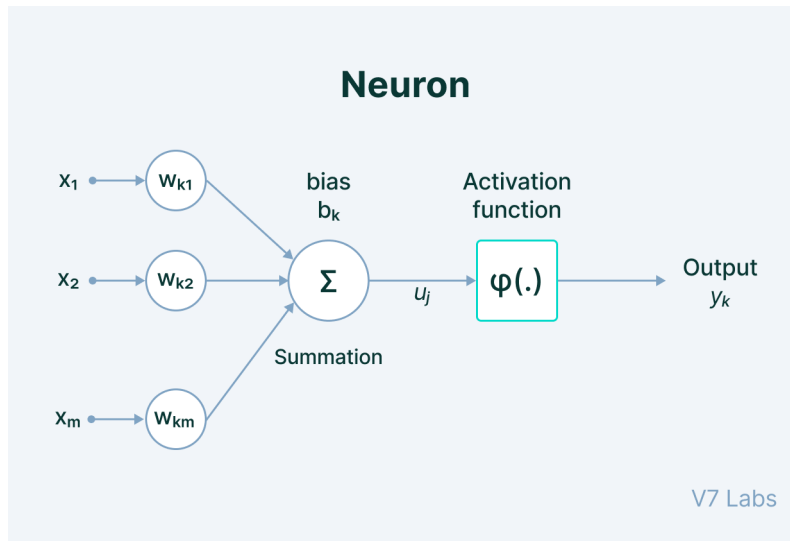 Neuron
x₁
wₖ₁
bias
bₖ
Activation
function
x₂
wₖ₂
Σ
uⱼ
φ(.)
Output
yₖ
Summation
xₘ
wₖₘ
V7 Labs